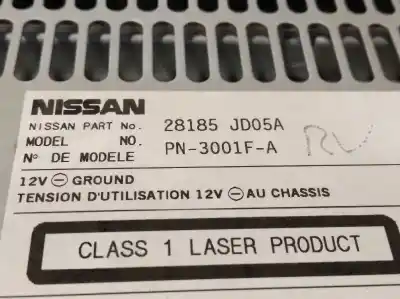 NISSAN
NISSAN PART No. 28185 JD05A
MODEL NO. PN-3001F-A
N° DE MODELE
RV
12V ⊖ GROUND
TENSION D'UTILISATION 12V ⊖ AU CHASSIS
CLASS 1 LASER PRODUCT